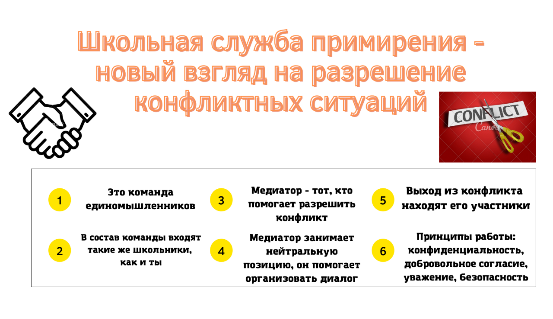 Школьная служба примирения -
новый взгляд на разрешение
конфликтных ситуаций
CONFLICT
Canva
1
Это команда
единомышленников
2
В состав команды входят
такие же школьники,
как и ты
3
Медиатор - тот, кто
помогает разрешить
конфликт
4
Медиатор занимает
нейтральную
позицию, он помогает
организовать диалог
5
Выход из конфликта
находят его участники
6
Принципы работы:
конфиденциальность,
добровольное согласие,
уважение, безопасность